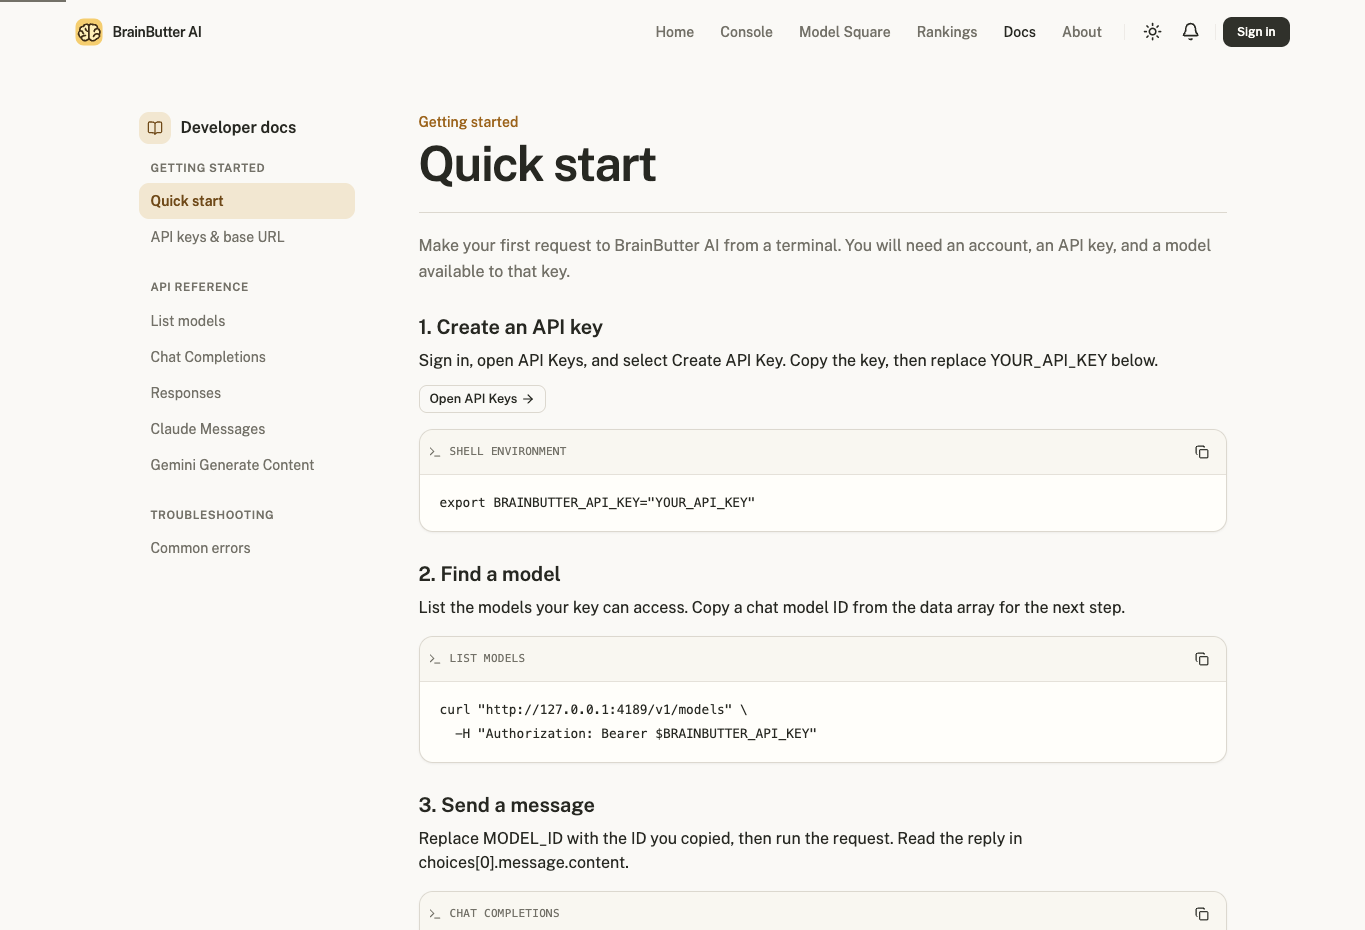 BrainButter AI
Home
Console
Model Square
Rankings
Docs
About
Sign in
Developer docs
GETTING STARTED
Quick start
API keys & base URL
API REFERENCE
List models
Chat Completions
Responses
Claude Messages
Gemini Generate Content
TROUBLESHOOTING
Common errors
Getting started
Quick start
Make your first request to BrainButter AI from a terminal. You will need an account, an API key, and a model
available to that key.
1. Create an API key
Sign in, open API Keys, and select Create API Key. Copy the key, then replace YOUR_API_KEY below.
Open API Keys →
>_ SHELL ENVIRONMENT
export BRAINBUTTER_API_KEY="YOUR_API_KEY"
2. Find a model
List the models your key can access. Copy a chat model ID from the data array for the next step.
>_ LIST MODELS
curl "http://127.0.0.1:4189/v1/models" \
  -H "Authorization: Bearer $BRAINBUTTER_API_KEY"
3. Send a message
Replace MODEL_ID with the ID you copied, then run the request. Read the reply in
choices[0].message.content.
>_ CHAT COMPLETIONS